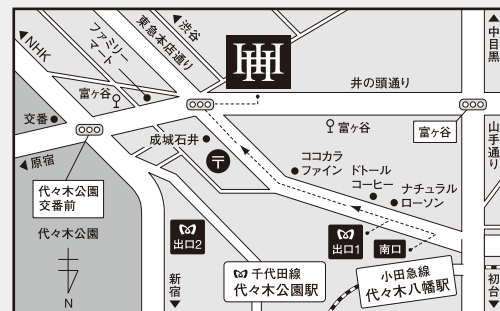 NHK
ファミリー
マート
東急本店通り
渋谷
HH
井の頭通り
中目黒
富ヶ谷
交番
成城石井
〒
富ヶ谷
富ヶ谷
山手通り
原宿
代々木公園
交番前
ココカラ
ファイン
ドトール
コーヒー
ナチュラル
ローソン
代々木公園
出口2
出口1
南口
N
新宿
千代田線
代々木公園駅
小田急線
代々木八幡駅
初台